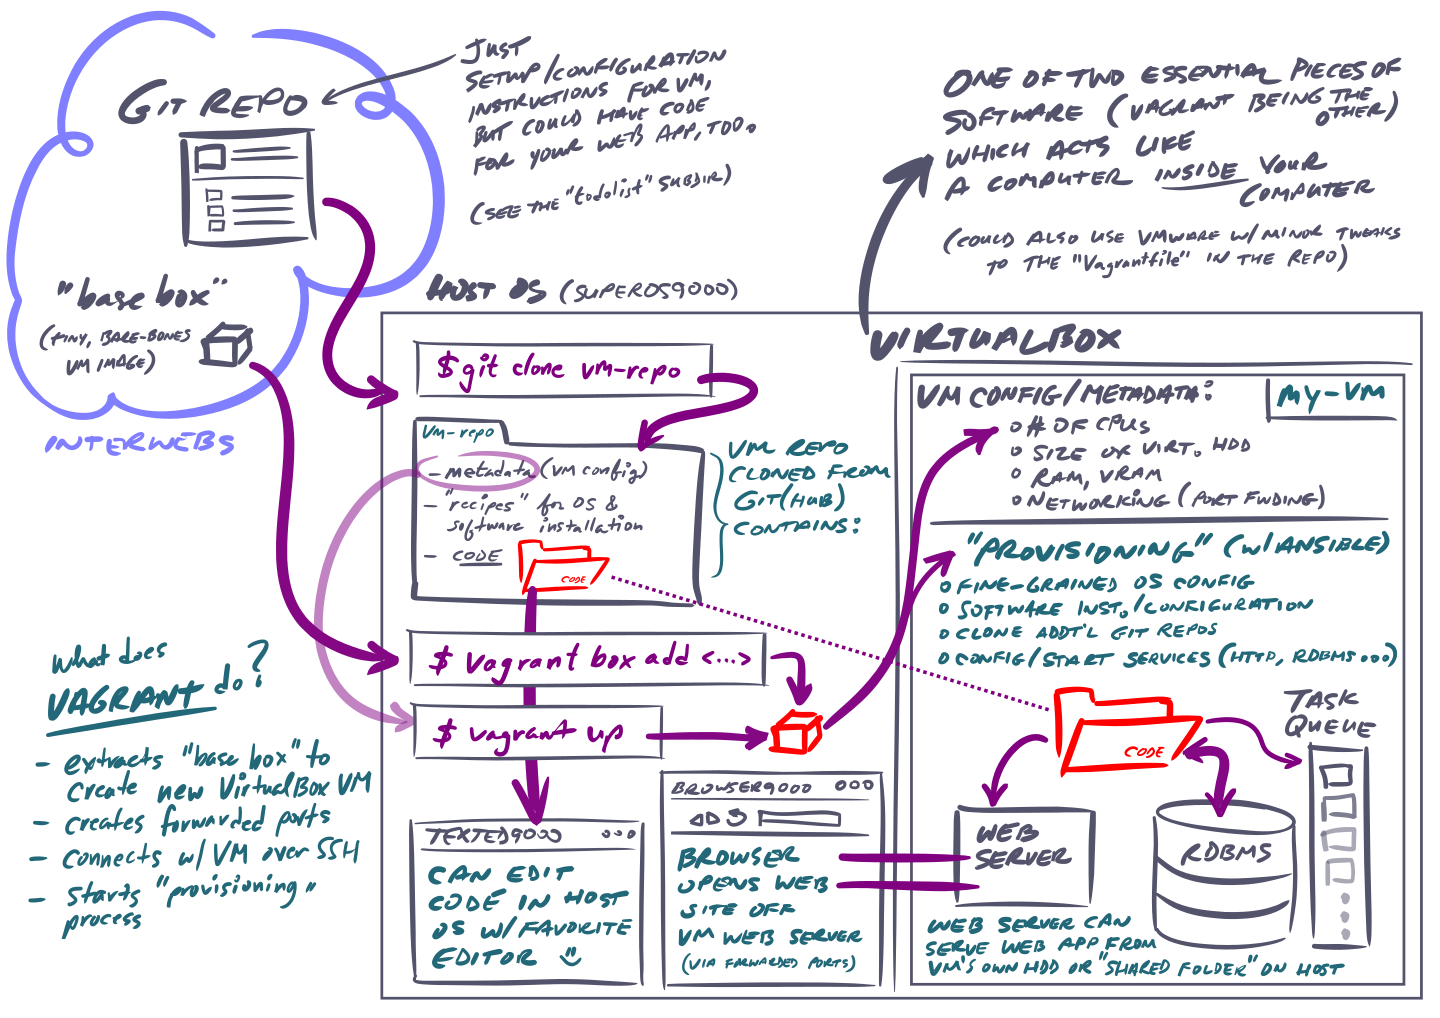 GIT REPO
JUST
SETUP/CONFIGURATION
INSTRUCTIONS FOR VM,
BUT COULD HAVE CODE
FOR YOUR WEB APP, TOO.
(SEE THE "todolist" SUBDIR)
ONE OF TWO ESSENTIAL PIECES OF
SOFTWARE (VAGRANT BEING THE
OTHER)
WHICH ACTS LIKE
A COMPUTER INSIDE YOUR
COMPUTER
(COULD ALSO USE VMWARE W/MINOR TWEAKS
TO THE "Vagrantfile" IN THE REPO)
"base box"
(TINY, BARE-BONES
VM IMAGE)
INTERWEBS
HOST OS (SUPEROS9000)
$ git clone vm-repo
Vm-repo
- metadata (VM config)
- "recipes" for OS &
software installation
- CODE
CODE
VM REPO
CLONED FROM
GIT(HUB)
CONTAINS:
$ vagrant box add <...>
$ vagrant up
TEXTED9000
CAN EDIT
CODE IN HOST
OS W/FAVORITE
EDITOR
BROWSER9000
BROWSER
OPENS WEB
SITE OFF
VM WEB SERVER
(VIA FORWARDED PORTS)
VIRTUALBOX
VM CONFIG/METADATA:
MY-VM
# OF CPUS
SIZE OF VIRT. HDD
RAM, VRAM
NETWORKING (PORT FWDING)
"PROVISIONING" (W/ANSIBLE)
FINE-GRAINED OS CONFIG
SOFTWARE INST./CONFIGURATION
CLONE ADDT'L GIT REPOS
CONFIG/START SERVICES (HTTP, RDBMS...)
CODE
TASK
QUEUE
WEB
SERVER
RDBMS
WEB SERVER CAN
SERVE WEB APP FROM
VM'S OWN HDD OR "SHARED FOLDER" ON HOST
What does
VAGRANT do?
- extracts "base box" to
create new VirtualBox VM
- creates forwarded ports
- connects w/ VM over SSH
- starts "provisioning"
process